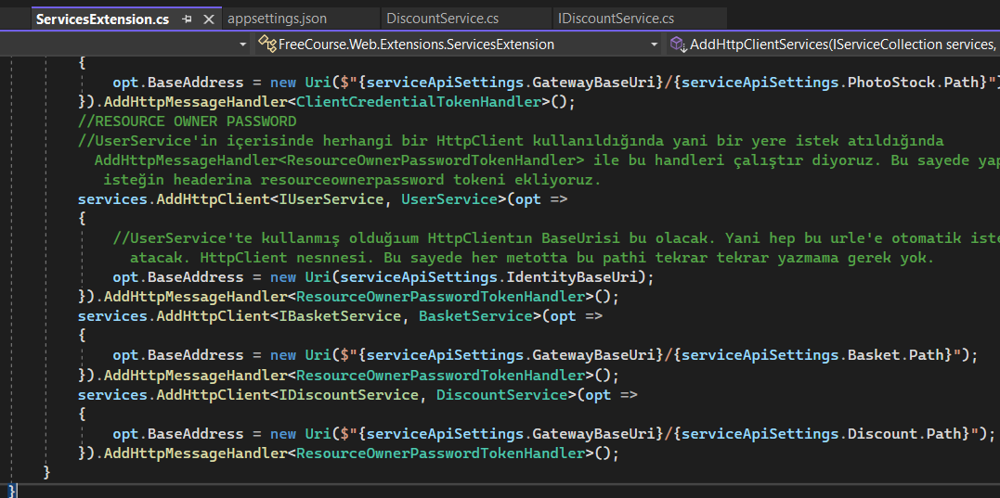 ServicesExtension.cs appsettings.json DiscountService.cs IDiscountService.cs
FreeCourse.Web.Extensions.ServicesExtension AddHttpClientServices(IServiceCollection services,
{
opt.BaseAddress = new Uri($"{serviceApiSettings.GatewayBaseUri}/{serviceApiSettings.PhotoStock.Path}")
}).AddHttpMessageHandler<ClientCredentialTokenHandler>();
//RESOURCE OWNER PASSWORD
//UserService'in içerisinde herhangi bir HttpClient kullanıldığında yani bir yere istek atıldığında
AddHttpMessageHandler<ResourceOwnerPasswordTokenHandler> ile bu handleri çalıştır diyoruz. Bu sayede yap
isteğin headerina resourceownerpassword tokeni ekliyoruz.
services.AddHttpClient<IUserService, UserService>(opt =>
{
//UserService'te kullanmış olduğıum HttpClientın BaseUrisi bu olacak. Yani hep bu urle'e otomatik iste
atacak. HttpClient nesnnesi. Bu sayede her metotta bu pathi tekrar tekrar yazmama gerek yok.
opt.BaseAddress = new Uri(serviceApiSettings.IdentityBaseUri);
}).AddHttpMessageHandler<ResourceOwnerPasswordTokenHandler>();
services.AddHttpClient<IBasketService, BasketService>(opt =>
{
opt.BaseAddress = new Uri($"{serviceApiSettings.GatewayBaseUri}/{serviceApiSettings.Basket.Path}");
}).AddHttpMessageHandler<ResourceOwnerPasswordTokenHandler>();
services.AddHttpClient<IDiscountService, DiscountService>(opt =>
{
opt.BaseAddress = new Uri($"{serviceApiSettings.GatewayBaseUri}/{serviceApiSettings.Discount.Path}");
}).AddHttpMessageHandler<ResourceOwnerPasswordTokenHandler>();
}
}